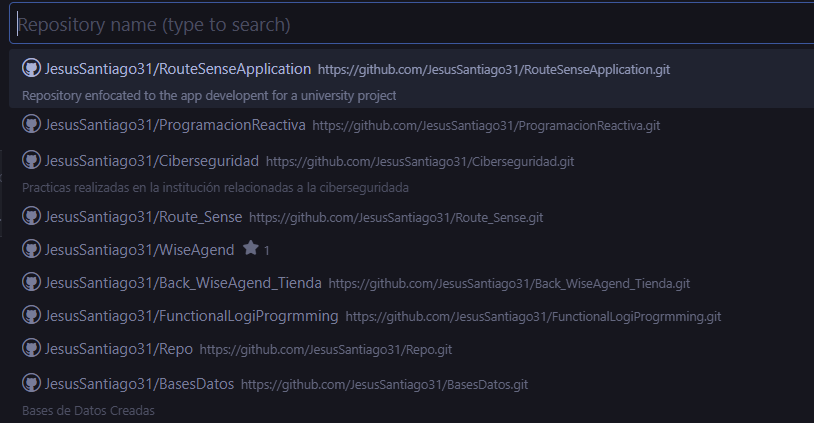 Repository name (type to search)
JesusSantiago31/RouteSenseApplication https://github.com/JesusSantiago31/RouteSenseApplication.git
Repository enfocated to the app developent for a university project
JesusSantiago31/ProgramacionReactiva https://github.com/JesusSantiago31/ProgramacionReactiva.git
JesusSantiago31/Ciberseguridad https://github.com/JesusSantiago31/Ciberseguridad.git
Practicas realizadas en la institución relacionadas a la ciberseguridada
JesusSantiago31/Route_Sense https://github.com/JesusSantiago31/Route_Sense.git
JesusSantiago31/WiseAgend 1
JesusSantiago31/Back_WiseAgend_Tienda https://github.com/JesusSantiago31/Back_WiseAgend_Tienda.git
JesusSantiago31/FunctionalLogiProgrmming https://github.com/JesusSantiago31/FunctionalLogiProgrmming.git
JesusSantiago31/Repo https://github.com/JesusSantiago31/Repo.git
JesusSantiago31/BasesDatos https://github.com/JesusSantiago31/BasesDatos.git
Bases de Datos Creadas